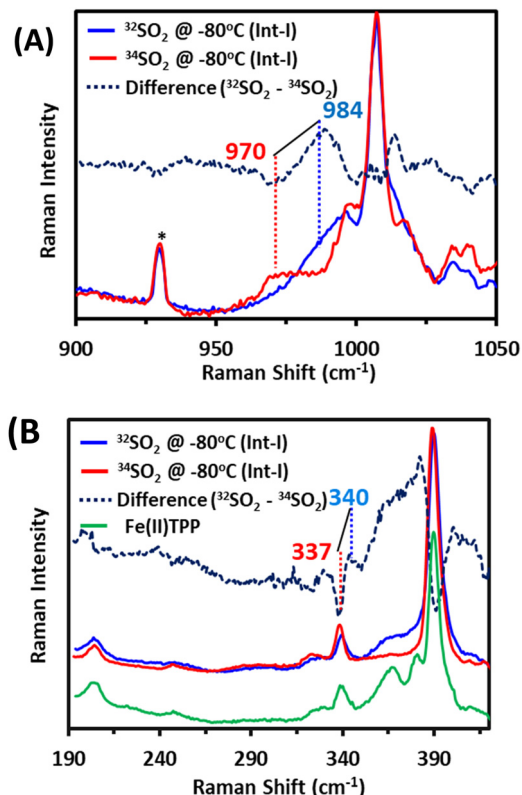 (A)
³²SO₂ @ -80°C (Int-I)
³⁴SO₂ @ -80°C (Int-I)
Difference (³²SO₂ - ³⁴SO₂)
984
970
*
Raman Intensity
900 950 1000 1050
Raman Shift (cm⁻¹)
(B)
³²SO₂ @ -80°C (Int-I)
³⁴SO₂ @ -80°C (Int-I)
Difference (³²SO₂ - ³⁴SO₂)
340
Fe(II)TPP
337
Raman Intensity
190 240 290 340 390
Raman Shift (cm⁻¹)